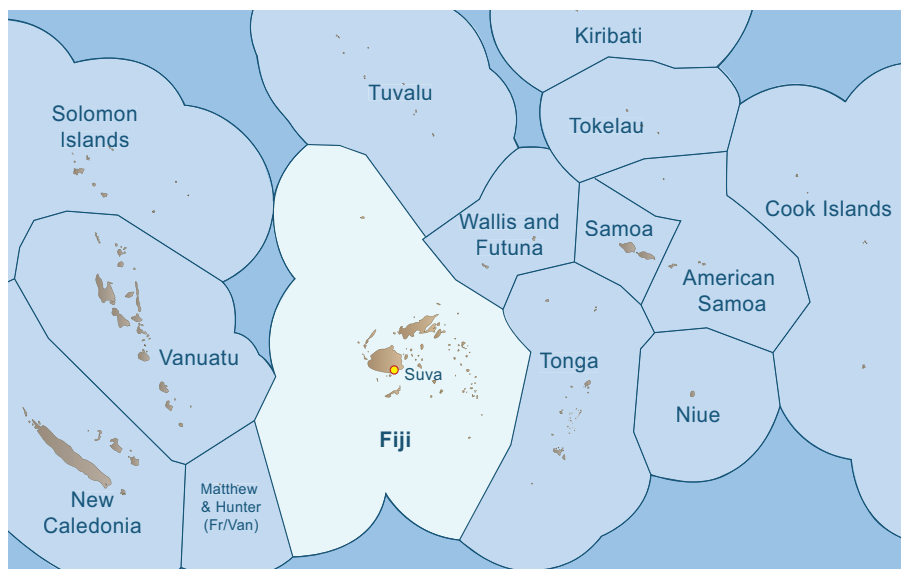 Kiribati
Tuvalu
Solomon
Islands
Tokelau
Cook Islands
Wallis and
Futuna
Samoa
American
Samoa
Vanuatu
Tonga
Suva
Niue
Fiji
Matthew
& Hunter
(Fr/Van)
New
Caledonia